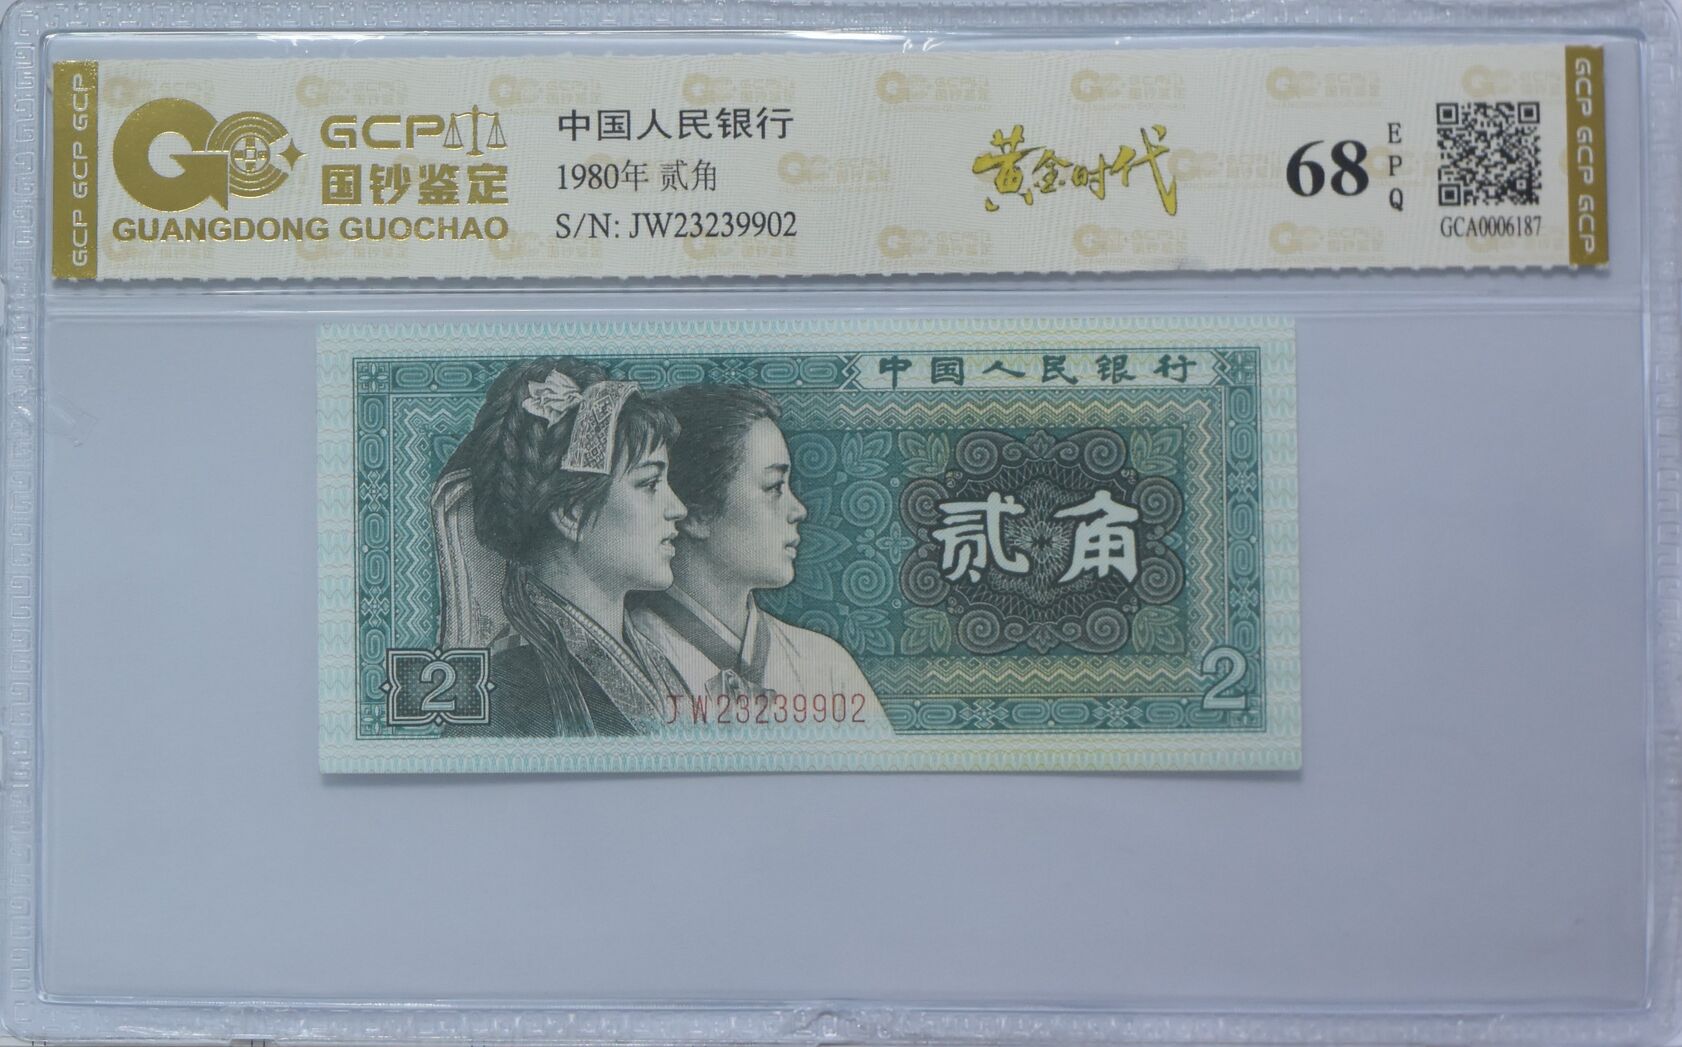 GCP GCP GCP
GCP
国钞鉴定
GUANGDONG GUOCHAO
中国人民银行
1980年 贰角
S/N: JW23239902
黄金时代
68
EPQ
GCA0006187
GCP GCP GCP
中国人民银行
贰角
2
2
JW23239902